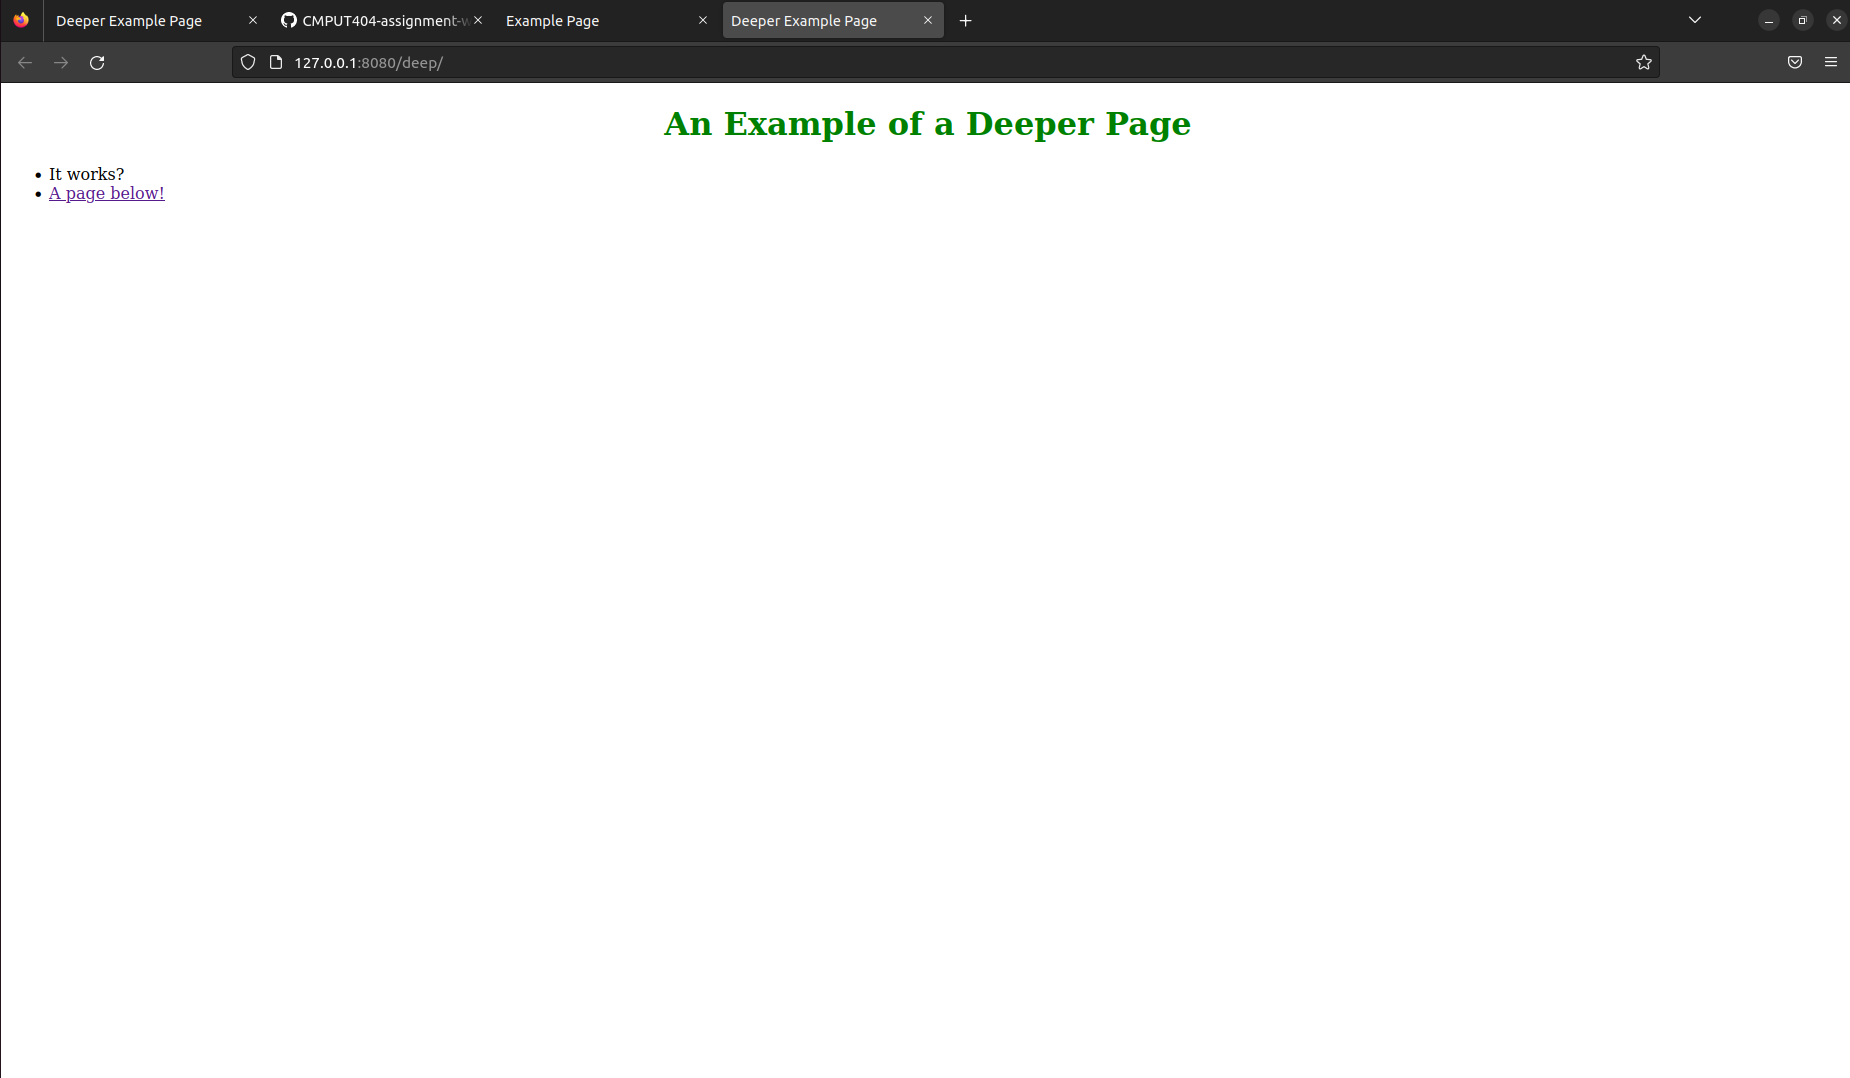 Deeper Example Page
CMPUT404-assignment-w
Example Page
Deeper Example Page
127.0.0.1:8080/deep/
An Example of a Deeper Page
It works?
A page below!